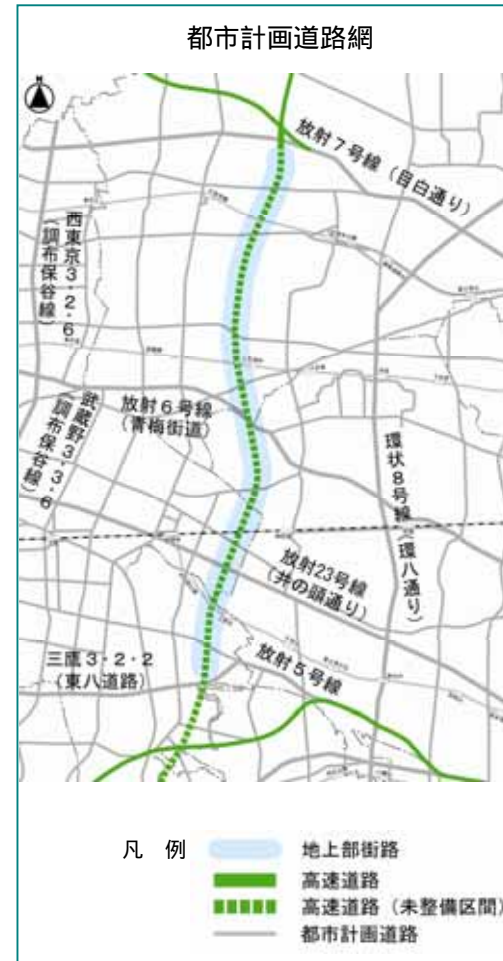 都市計画道路網
N
放射7号線（目白通り）
西東京3・2・6
（調布保谷線）
放射6号線
（青梅街道）
武蔵野3・3・6
（調布保谷線）
環状8号線（環八通り）
放射23号線
（井の頭通り）
三鷹3・2・2
（東八道路）
放射5号線
凡 例
地上部街路
高速道路
高速道路（未整備区間）
都市計画道路